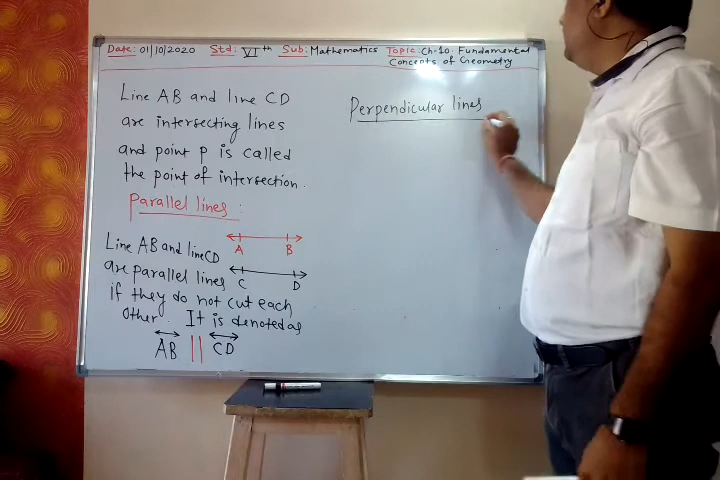 Date: 01/10/2020 Std: VIth Sub: Mathematics Topic: Ch-10. Fundamental
Concepts of Geometry
Line AB and line CD
are intersecting lines
and point p is called
the point of intersection.
Parallel lines :
Line AB and line CD
are parallel lines
if they do not cut each
other. It is denoted as
AB || CD
A B
C D
Perpendicular lines